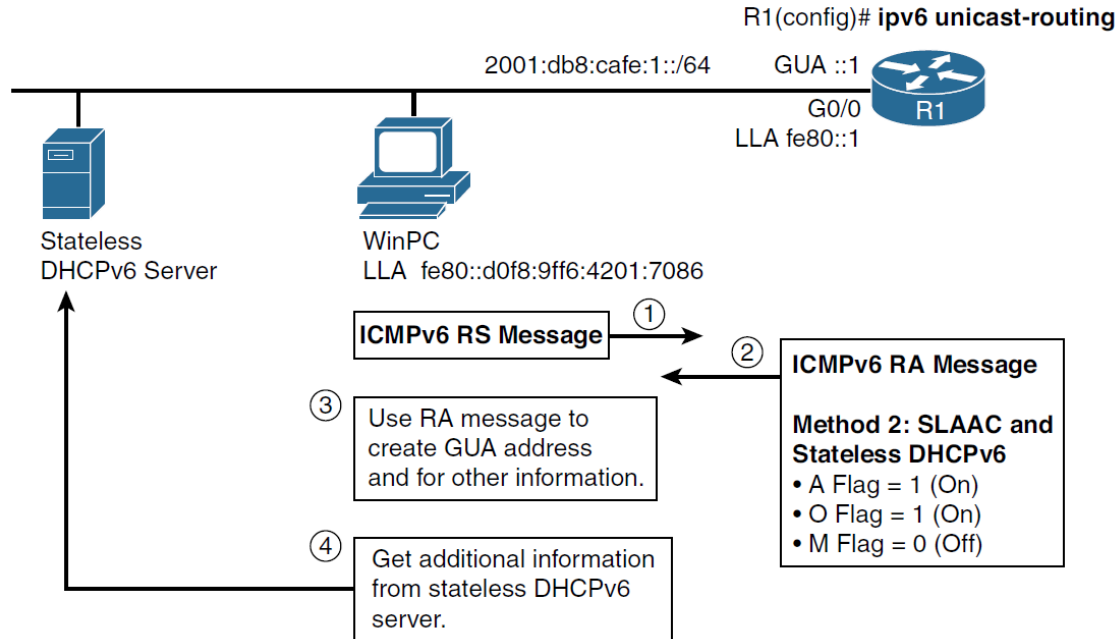 R1(config)# ipv6 unicast-routing
2001:db8:cafe:1::/64
GUA ::1
G0/0
R1
LLA fe80::1
Stateless
DHCPv6 Server
WinPC
LLA fe80::d0f8:9ff6:4201:7086
ICMPv6 RS Message
1
2
ICMPv6 RA Message
Method 2: SLAAC and
Stateless DHCPv6
• A Flag = 1 (On)
• O Flag = 1 (On)
• M Flag = 0 (Off)
3
Use RA message to
create GUA address
and for other information.
4
Get additional information
from stateless DHCPv6
server.